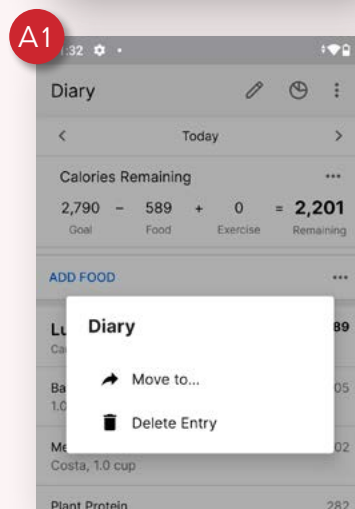 A1
:32
Diary
Today
Calories Remaining
2,790 – 589 + 0 = 2,201
Goal Food Exercise Remaining
ADD FOOD
Diary
Move to...
Delete Entry
Costa, 1.0 cup
Plant Protein 282